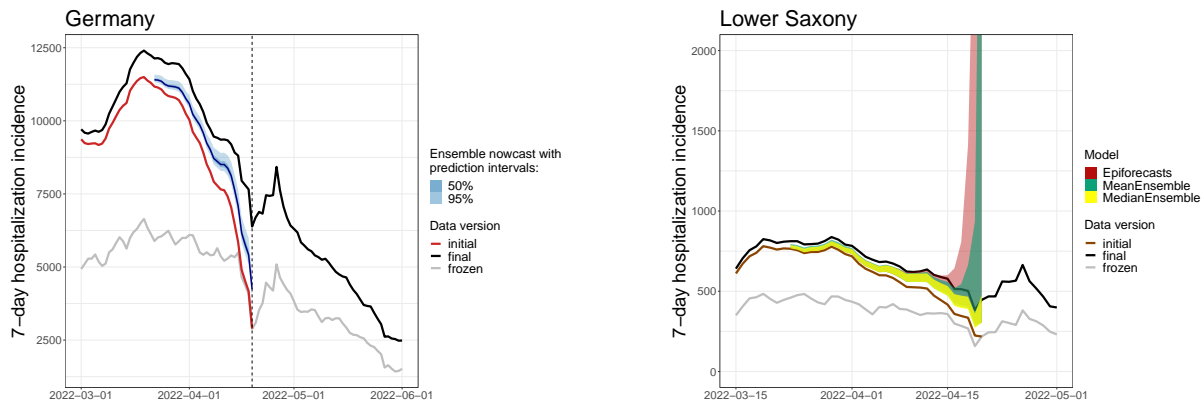 Germany
7−day hospitalization incidence
12500
10000
7500
5000
2500
2022−03−01
2022−04−01
2022−05−01
2022−06−01
Ensemble nowcast with
prediction intervals:
50%
95%
Data version
initial
final
frozen
Lower Saxony
7−day hospitalization incidence
2000
1500
1000
500
0
2022−03−15
2022−04−01
2022−04−15
2022−05−01
Model
Epiforecasts
MeanEnsemble
MedianEnsemble
Data version
initial
final
frozen